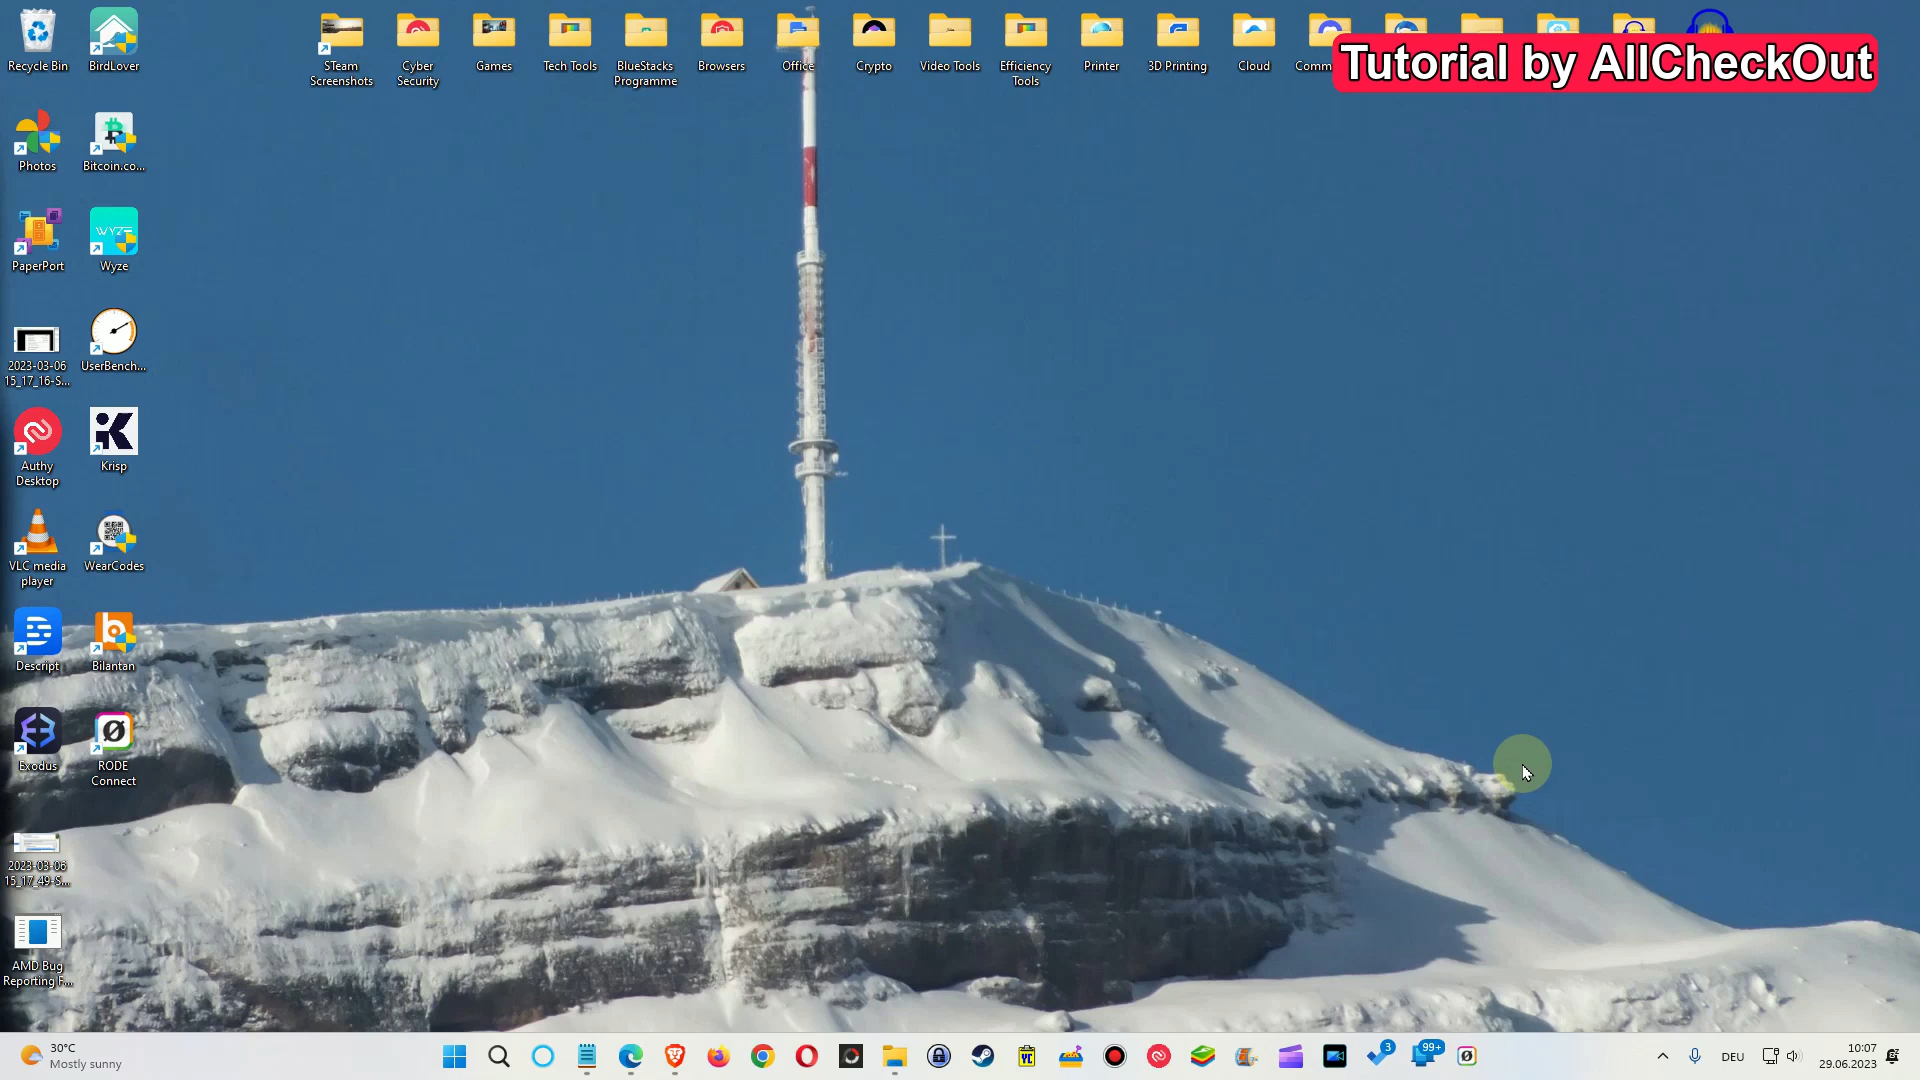 Recycle Bin
BirdLover
STeam
Screenshots
Cyber
Security
Games
Tech Tools
BlueStacks
Programme
Browsers
Office
Crypto
Video Tools
Efficiency
Tools
Printer
3D Printing
Cloud
Comm
Tutorial by AllCheckOut
Photos
Bitcoin.co...
PaperPort
WYZE
Wyze
2023-03-06
15_17_16-S...
UserBench...
Authy
Desktop
Krisp
VLC media
player
WearCodes
Descript
Bilantan
Exodus
RODE
Connect
2023-03-06
15_17_49-S...
AMD Bug
Reporting F...
30°C
Mostly sunny
YC
3
99+
DEU
10:07
29.06.2023